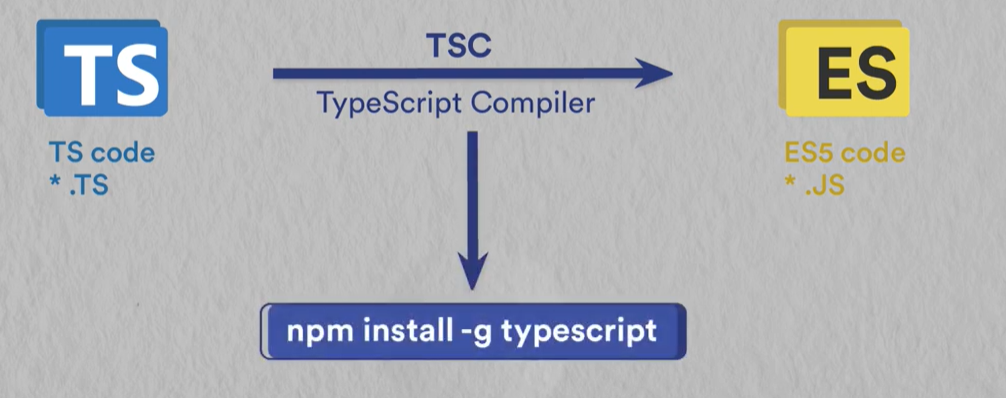 TS
TSC
TypeScript Compiler
ES
TS code
* .TS
ES5 code
* .JS
npm install -g typescript